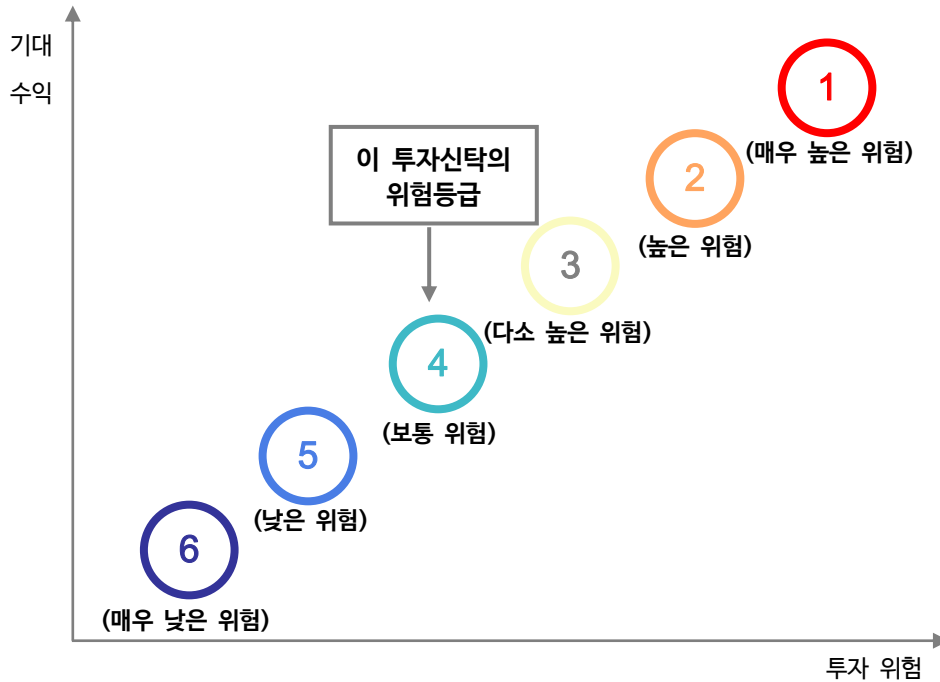 기대
수익
1
(매우 높은 위험)
이 투자신탁의
위험등급
2
(높은 위험)
3
(다소 높은 위험)
4
(보통 위험)
5
(낮은 위험)
6
(매우 낮은 위험)
투자 위험